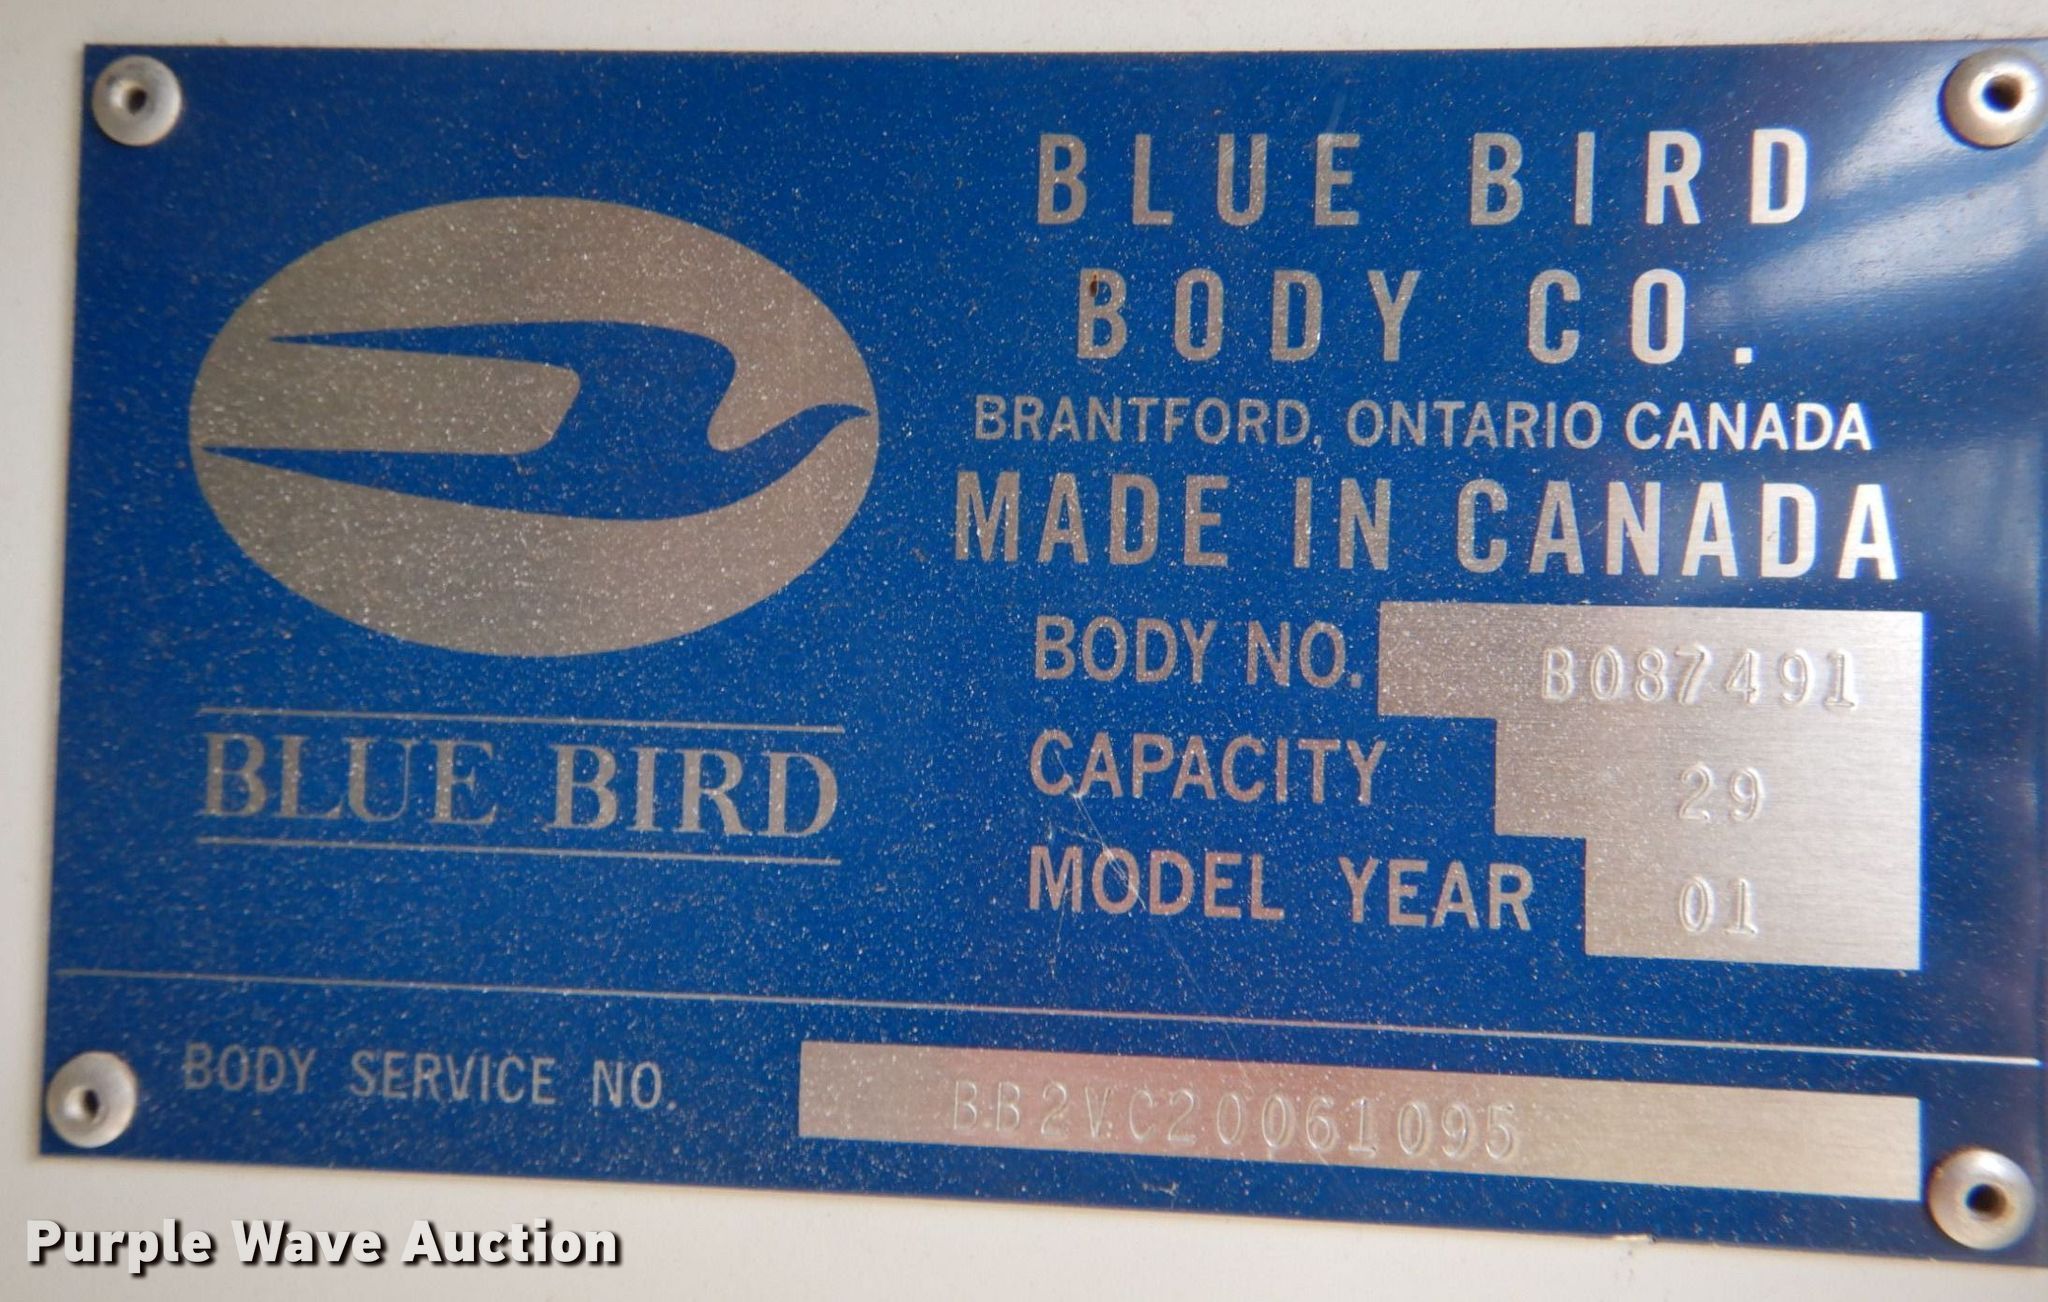 BLUE BIRD
BODY CO.
BRANTFORD, ONTARIO CANADA
MADE IN CANADA
BODY NO. B087491
CAPACITY 29
MODEL YEAR 01
BLUE BIRD
BODY SERVICE NO. BB2VC20061095
Purple Wave Auction